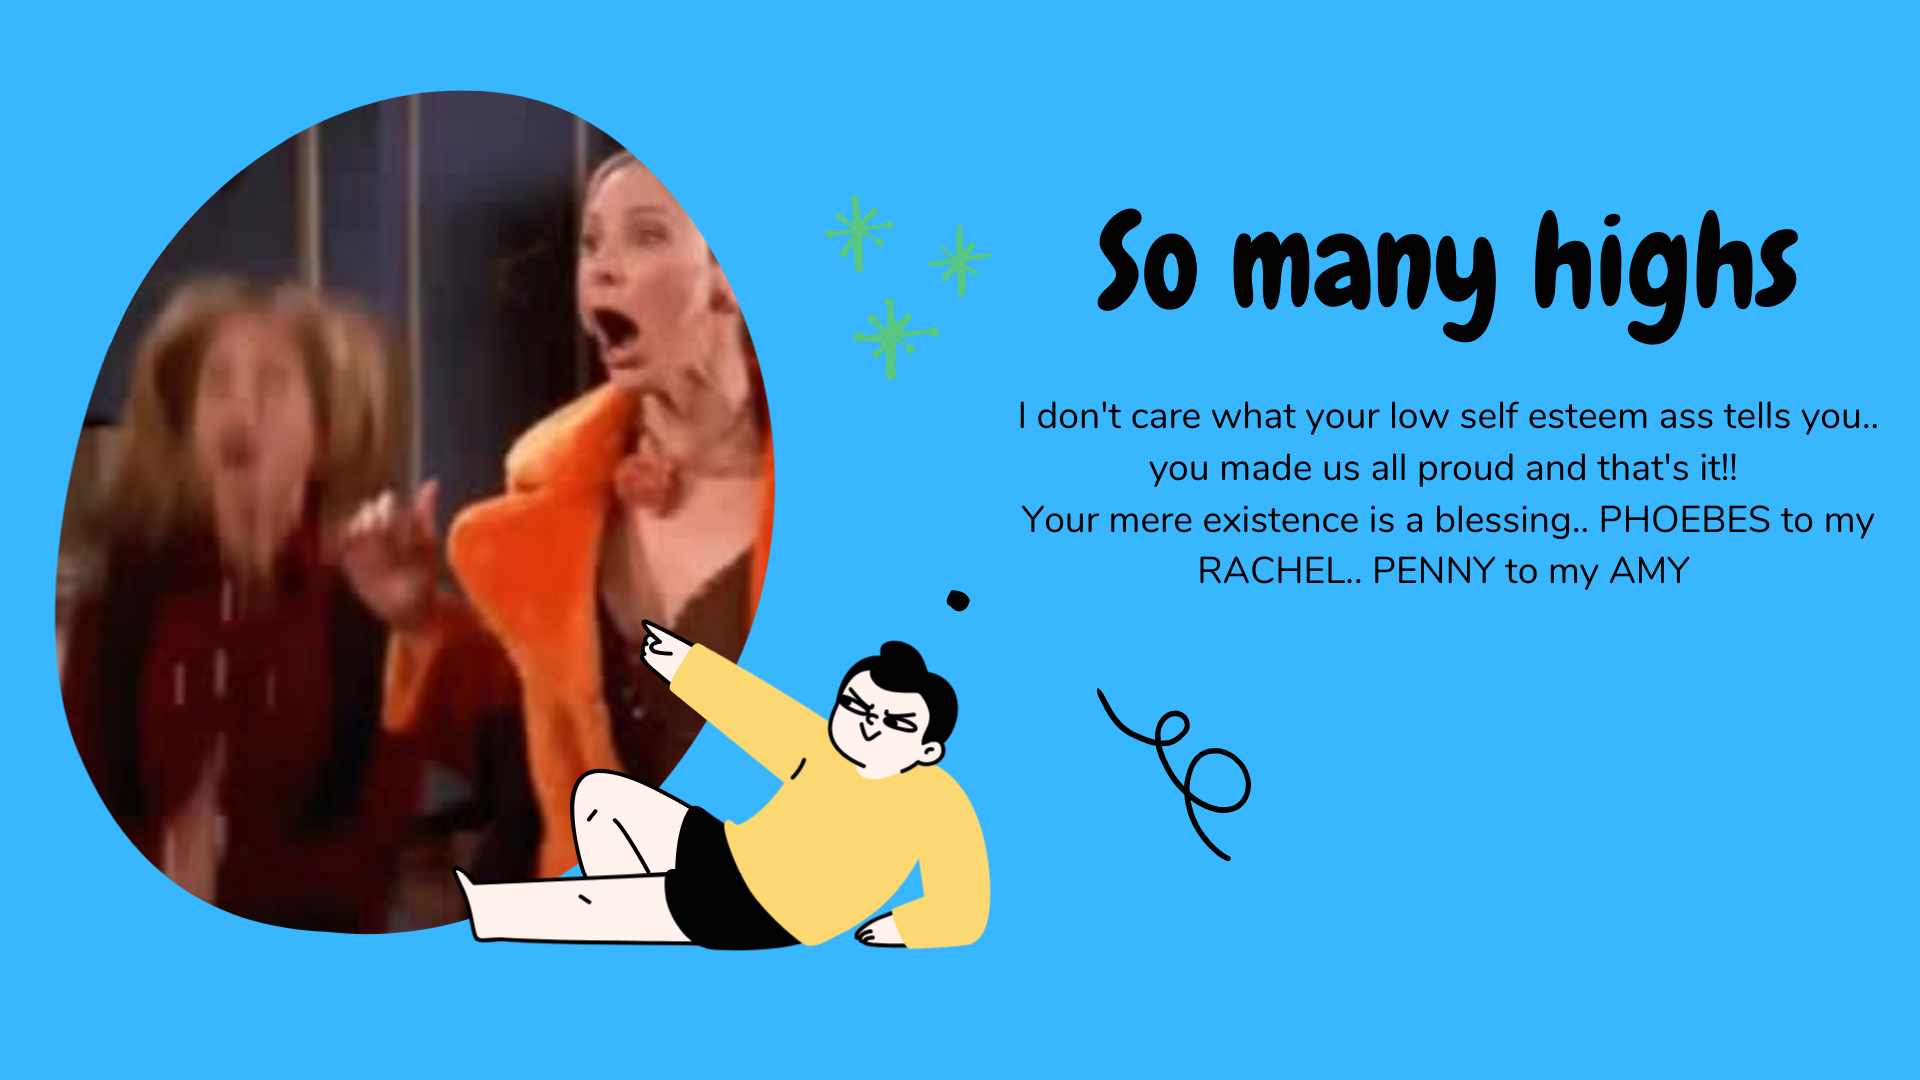 So many highs
I don't care what your low self esteem ass tells you..
you made us all proud and that's it!!
Your mere existence is a blessing.. PHOEBES to my
RACHEL.. PENNY to my AMY